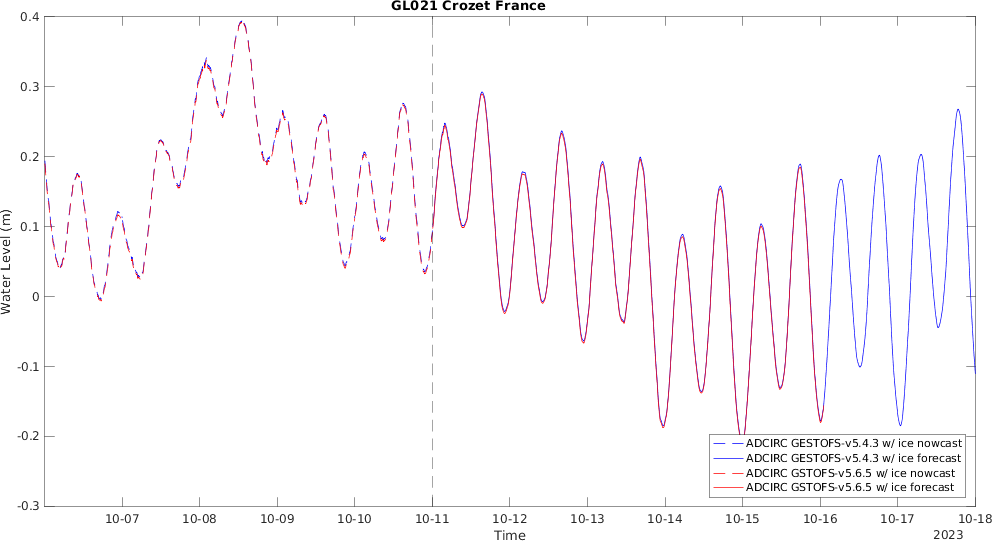 GL021 Crozet France
0.4
0.3
0.2
0.1
0
-0.1
-0.2
-0.3
Water Level (m)
10-07 10-08 10-09 10-10 10-11 10-12 10-13 10-14 10-15 10-16 10-17 10-18
Time
2023
ADCIRC GESTOFS-v5.4.3 w/ ice nowcast
ADCIRC GESTOFS-v5.4.3 w/ ice forecast
ADCIRC GSTOFS-v5.6.5 w/ ice nowcast
ADCIRC GSTOFS-v5.6.5 w/ ice forecast